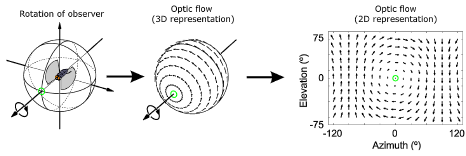 Rotation of observer
Optic flow
(3D representation)
Optic flow
(2D representation)
75
0
-75
Elevation (º)
-120
0
120
Azimuth (º)